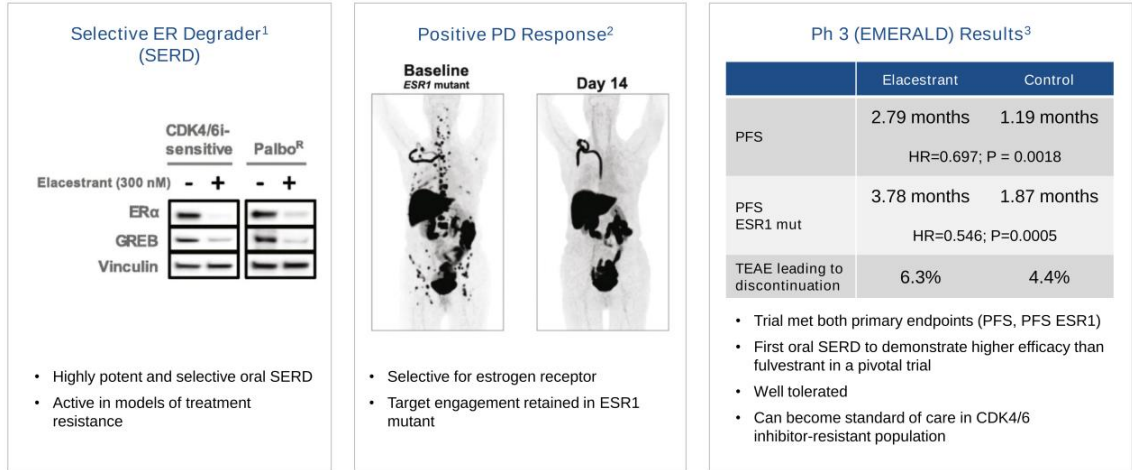 Selective ER Degrader1
(SERD)
CDK4/6i-
sensitive
PalboR
Elacestrant (300 nM) - + - +
ERα
GREB
Vinculin
• Highly potent and selective oral SERD
• Active in models of treatment
resistance
Positive PD Response2
Baseline
ESR1 mutant
Day 14
• Selective for estrogen receptor
• Target engagement retained in ESR1
mutant
Ph 3 (EMERALD) Results3
Elacestrant Control
PFS
2.79 months 1.19 months
HR=0.697; P = 0.0018
PFS
ESR1 mut
3.78 months 1.87 months
HR=0.546; P=0.0005
TEAE leading to
discontinuation
6.3% 4.4%
• Trial met both primary endpoints (PFS, PFS ESR1)
• First oral SERD to demonstrate higher efficacy than
fulvestrant in a pivotal trial
• Well tolerated
• Can become standard of care in CDK4/6
inhibitor-resistant population